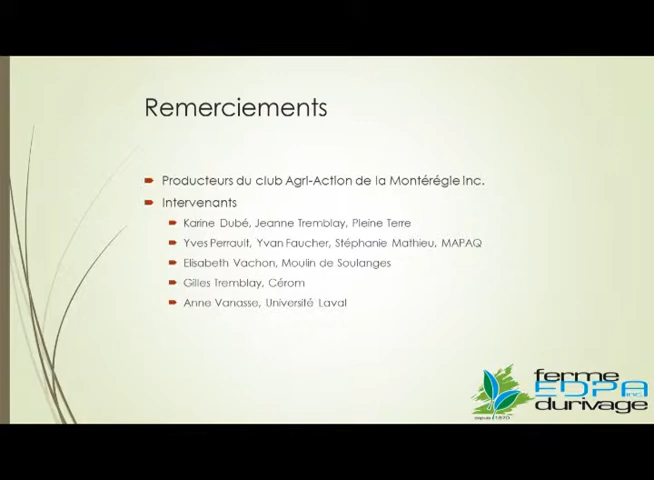 Remerciements
Producteurs du club Agri-Action de la Montérégie inc.
Intervenants
Karine Dubé, Jeanne Tremblay, Pleine Terre
Yves Perrault, Yvan Faucher, Stéphanie Mathieu, MAPAQ
Elisabeth Vachon, Moulin de Soulanges
Gilles Tremblay, Cérom
Anne Vanasse, Université Laval
ferme
EDPA inc.
durivage